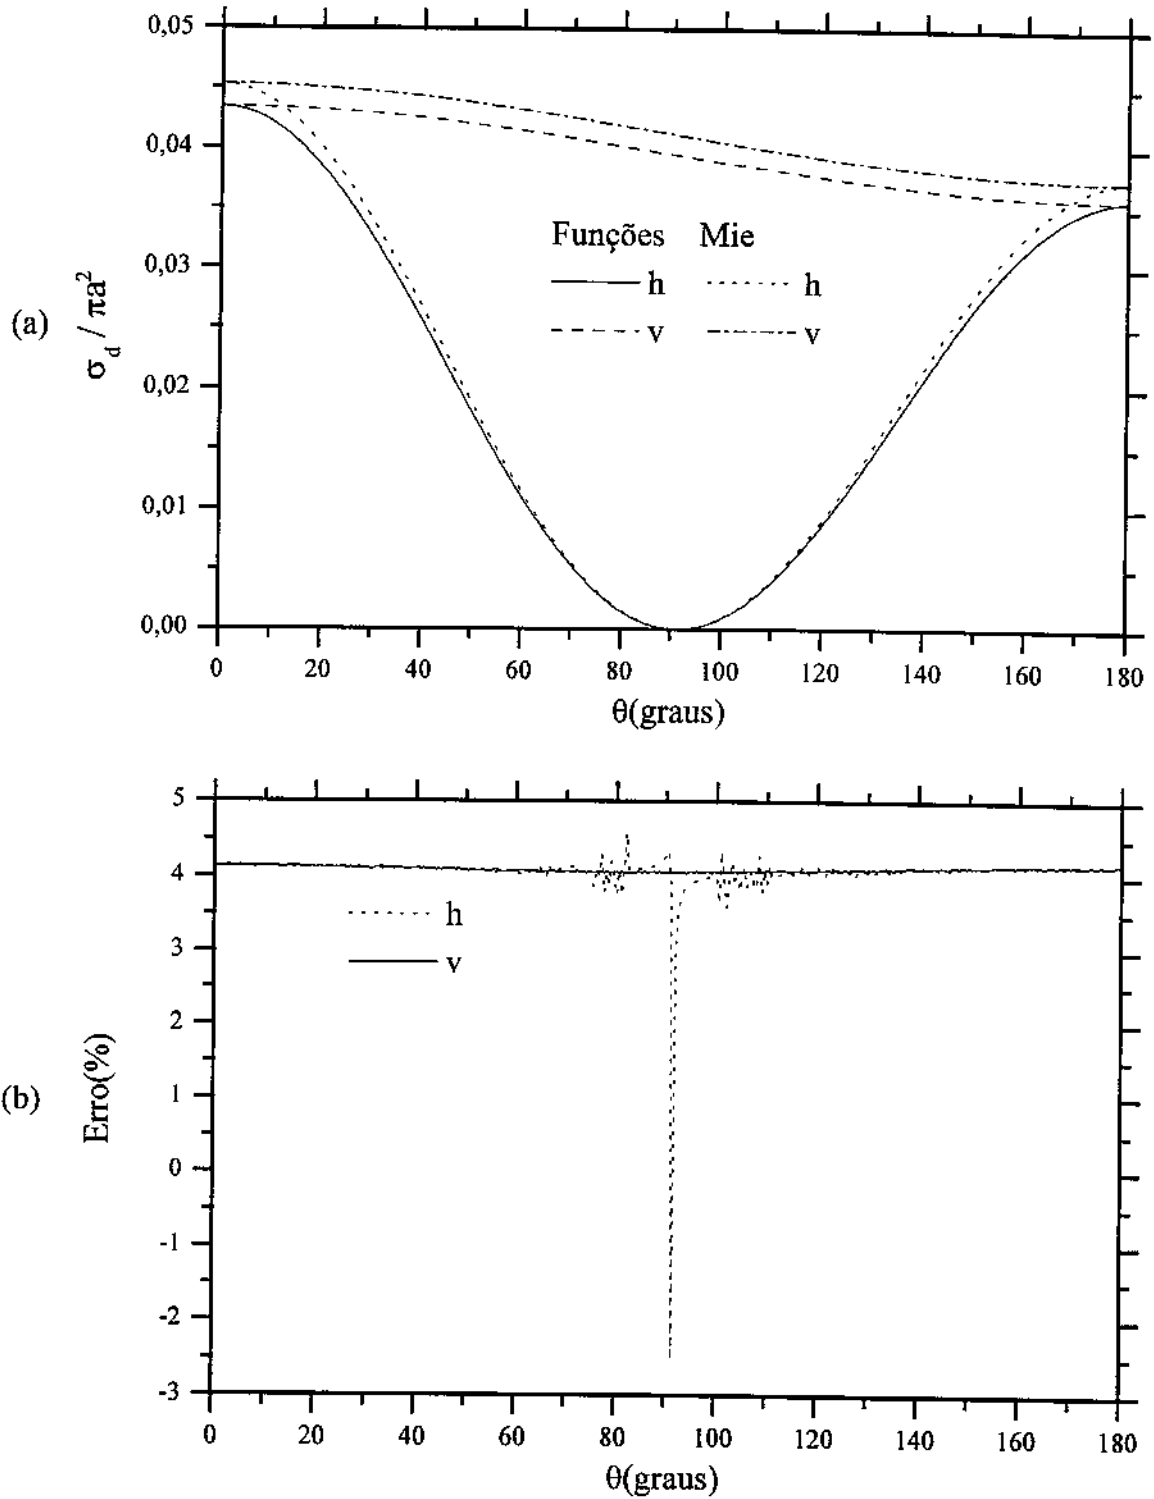 (a)
σd / πa²
0,05
0,04
0,03
0,02
0,01
0,00
Funções Mie
h h
v v
0 20 40 60 80 100 120 140 160 180
θ(graus)
(b)
Erro(%)
5
4
3
2
1
0
-1
-2
-3
h
v
0 20 40 60 80 100 120 140 160 180
θ(graus)